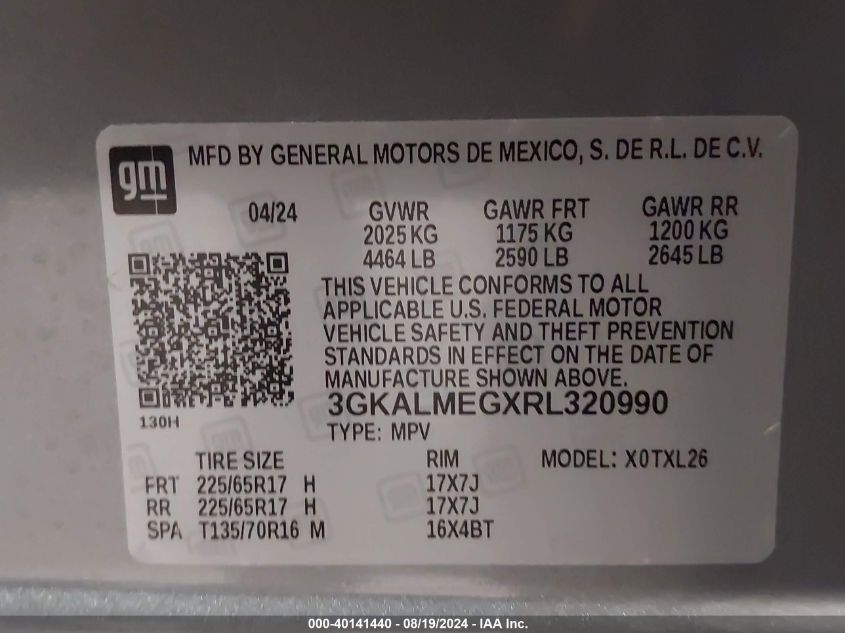 gm
MFD BY GENERAL MOTORS DE MEXICO, S. DE R.L. DE C.V.
04/24 GVWR GAWR FRT GAWR RR
2025 KG 1175 KG 1200 KG
4464 LB 2590 LB 2645 LB
THIS VEHICLE CONFORMS TO ALL
APPLICABLE U.S. FEDERAL MOTOR
VEHICLE SAFETY AND THEFT PREVENTION
STANDARDS IN EFFECT ON THE DATE OF
MANUFACTURE SHOWN ABOVE.
3GKALMEGXRL320990
130H
TYPE: MPV
TIRE SIZE RIM MODEL: X0TXL26
FRT 225/65R17 H 17X7J
RR 225/65R17 H 17X7J
SPA T135/70R16 M 16X4BT
000-40141440 - 08/19/2024 - IAA Inc.